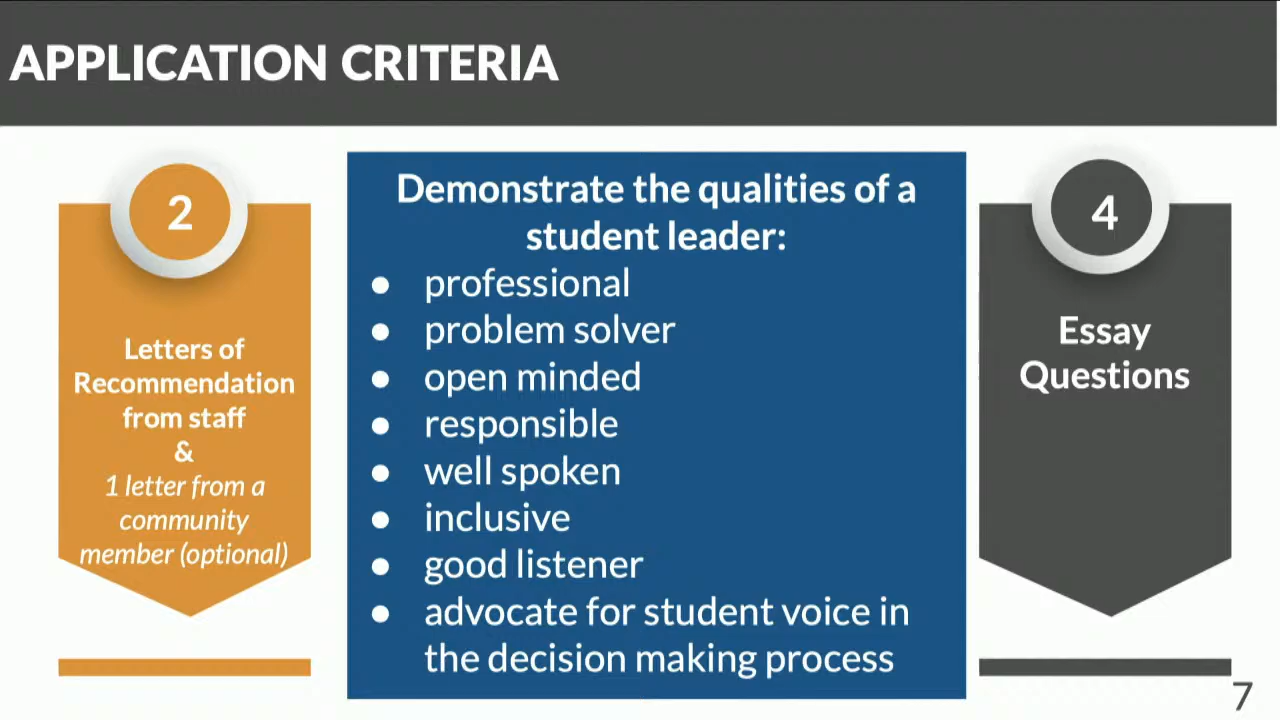 APPLICATION CRITERIA
2
Letters of
Recommendation
from staff
&
1 letter from a
community
member (optional)
Demonstrate the qualities of a
student leader:
● professional
● problem solver
● open minded
● responsible
● well spoken
● inclusive
● good listener
● advocate for student voice in
the decision making process
4
Essay
Questions
7